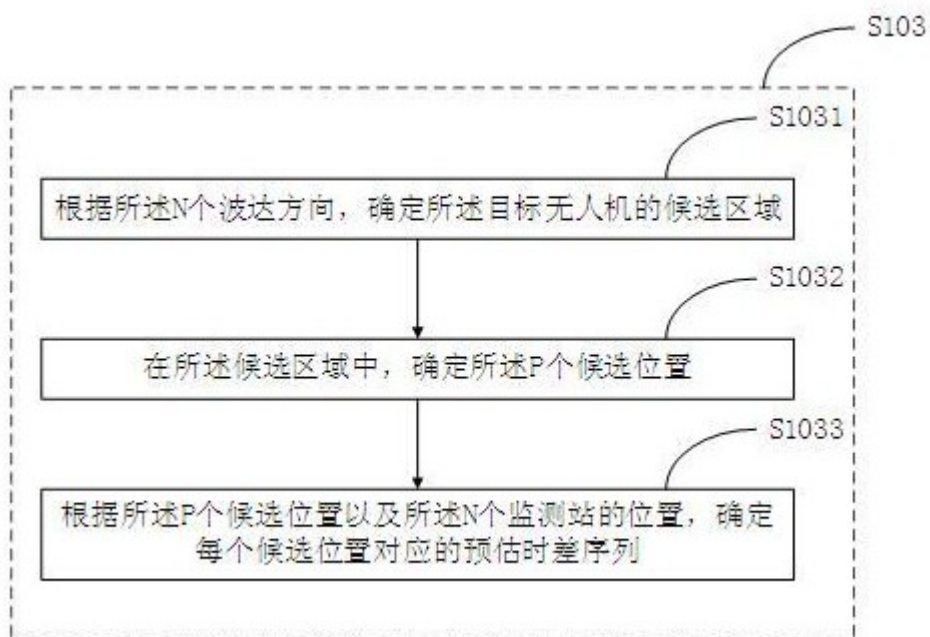 S103
S1031
根据所述N个波达方向，确定所述目标无人机的候选区域
S1032
在所述候选区域中，确定所述P个候选位置
S1033
根据所述P个候选位置以及所述N个监测站的位置，确定
每个候选位置对应的预估时差序列